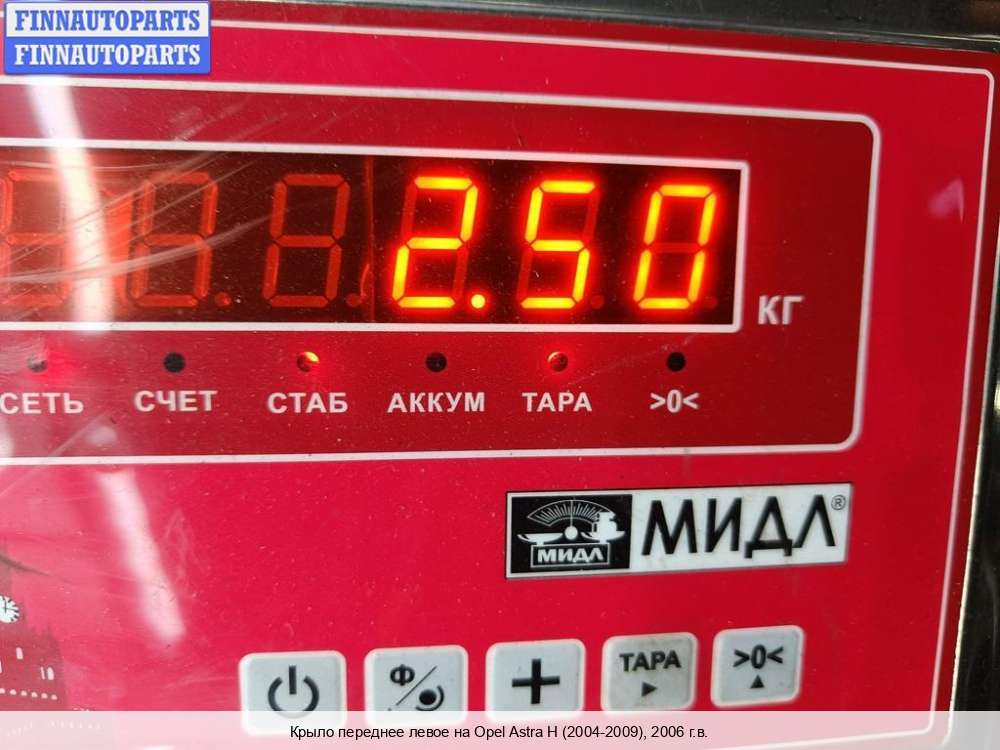 FINNAUTOPARTS
FINNAUTOPARTS
2.50
КГ
СЕТЬ СЧЕТ СТАБ АККУМ ТАРА >0<
МИДЛ МИДЛ®
Ф ТАРА >0<
Крыло переднее левое на Opel Astra H (2004-2009), 2006 г.в.